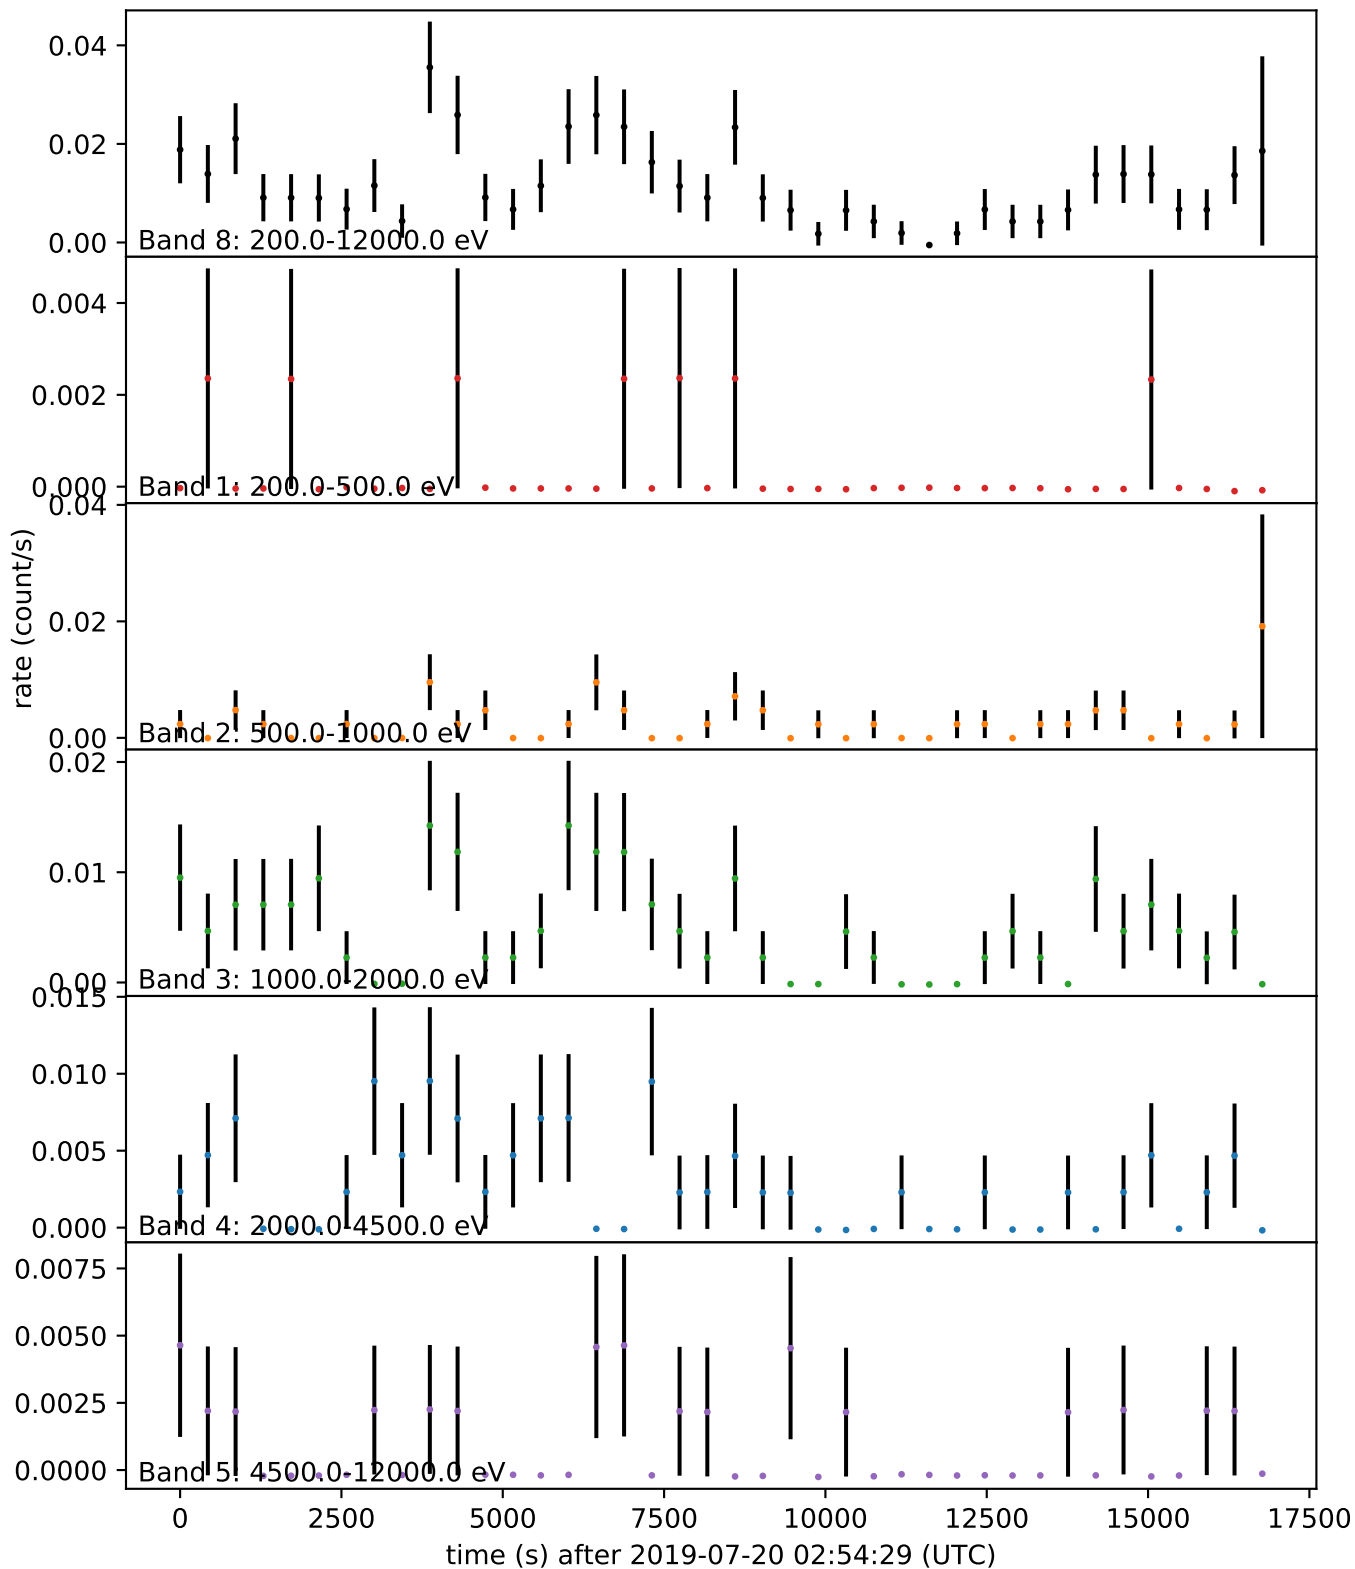 0.04
0.02
0.00
Band 8: 200.0-12000.0 eV
0.004
0.002
0.000
Band 1: 200.0-500.0 eV
0.04
0.02
0.00
Band 2: 500.0-1000.0 eV
rate (count/s)
0.02
0.01
0.00
Band 3: 1000.0-2000.0 eV
0.015
0.010
0.005
0.000
Band 4: 2000.0-4500.0 eV
0.0075
0.0050
0.0025
0.0000
Band 5: 4500.0-12000.0 eV
0 2500 5000 7500 10000 12500 15000 17500
time (s) after 2019-07-20 02:54:29 (UTC)